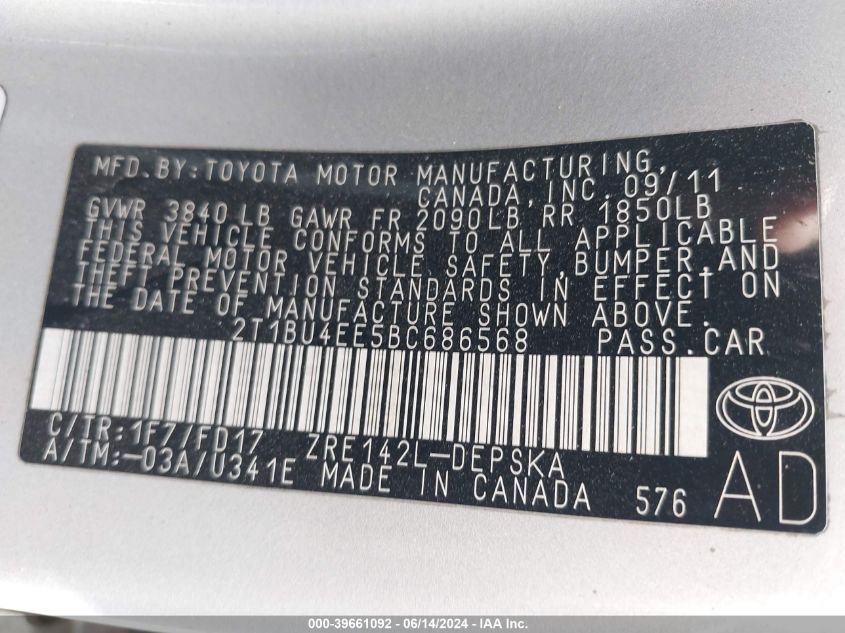 MFD. BY: TOYOTA MOTOR MANUFACTURING,
CANADA, INC. 09/11
GVWR 3840 LB GAWR FR 2090LB RR 1850LB
THIS VEHICLE CONFORMS TO ALL APPLICABLE
FEDERAL MOTOR VEHICLE SAFETY, BUMPER, AND
THEFT PREVENTION STANDARDS IN EFFECT ON
THE DATE OF MANUFACTURE SHOWN ABOVE.
2T1BU4EE5BC686568 PASS. CAR
C/TR: 1F7/FD17 ZRE142L-DEPSKA
A/TM: -03A/U341E MADE IN CANADA 576 AD
000-39661092 - 06/14/2024 - IAA Inc.